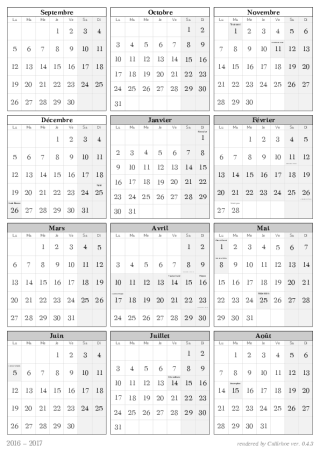 Septembre
Lu Ma Me Je Ve Sa Di
1 2 3 4
5 6 7 8 9 10 11
12 13 14 15 16 17 18
19 20 21 22 23 24 25
26 27 28 29 30
Octobre
Lu Ma Me Je Ve Sa Di
1 2
3 4 5 6 7 8 9
10 11 12 13 14 15 16
17 18 19 20 21 22 23
24 25 26 27 28 29 30
31
Novembre
Lu Ma Me Je Ve Sa Di
1 2 3 4 5 6
7 8 9 10 11 12 13
14 15 16 17 18 19 20
21 22 23 24 25 26 27
28 29 30
Décembre
Lu Ma Me Je Ve Sa Di
1 2 3 4
5 6 7 8 9 10 11
12 13 14 15 16 17 18
19 20 21 22 23 24 25
26 27 28 29 30 31
Janvier
Lu Ma Me Je Ve Sa Di
1
2 3 4 5 6 7 8
9 10 11 12 13 14 15
16 17 18 19 20 21 22
23 24 25 26 27 28 29
30 31
Février
Lu Ma Me Je Ve Sa Di
1 2 3 4 5
6 7 8 9 10 11 12
13 14 15 16 17 18 19
20 21 22 23 24 25 26
27 28
Mars
Lu Ma Me Je Ve Sa Di
1 2 3 4 5
6 7 8 9 10 11 12
13 14 15 16 17 18 19
20 21 22 23 24 25 26
27 28 29 30 31
Avril
Lu Ma Me Je Ve Sa Di
1 2
3 4 5 6 7 8 9
10 11 12 13 14 15 16
17 18 19 20 21 22 23
24 25 26 27 28 29 30
Mai
Lu Ma Me Je Ve Sa Di
1 2 3 4 5 6 7
8 9 10 11 12 13 14
15 16 17 18 19 20 21
22 23 24 25 26 27 28
29 30 31
Juin
Lu Ma Me Je Ve Sa Di
1 2 3 4
5 6 7 8 9 10 11
12 13 14 15 16 17 18
19 20 21 22 23 24 25
26 27 28 29 30
Juillet
Lu Ma Me Je Ve Sa Di
1 2
3 4 5 6 7 8 9
10 11 12 13 14 15 16
17 18 19 20 21 22 23
24 25 26 27 28 29 30
31
Août
Lu Ma Me Je Ve Sa Di
1 2 3 4 5 6
7 8 9 10 11 12 13
14 15 16 17 18 19 20
21 22 23 24 25 26 27
28 29 30 31
2016 – 2017